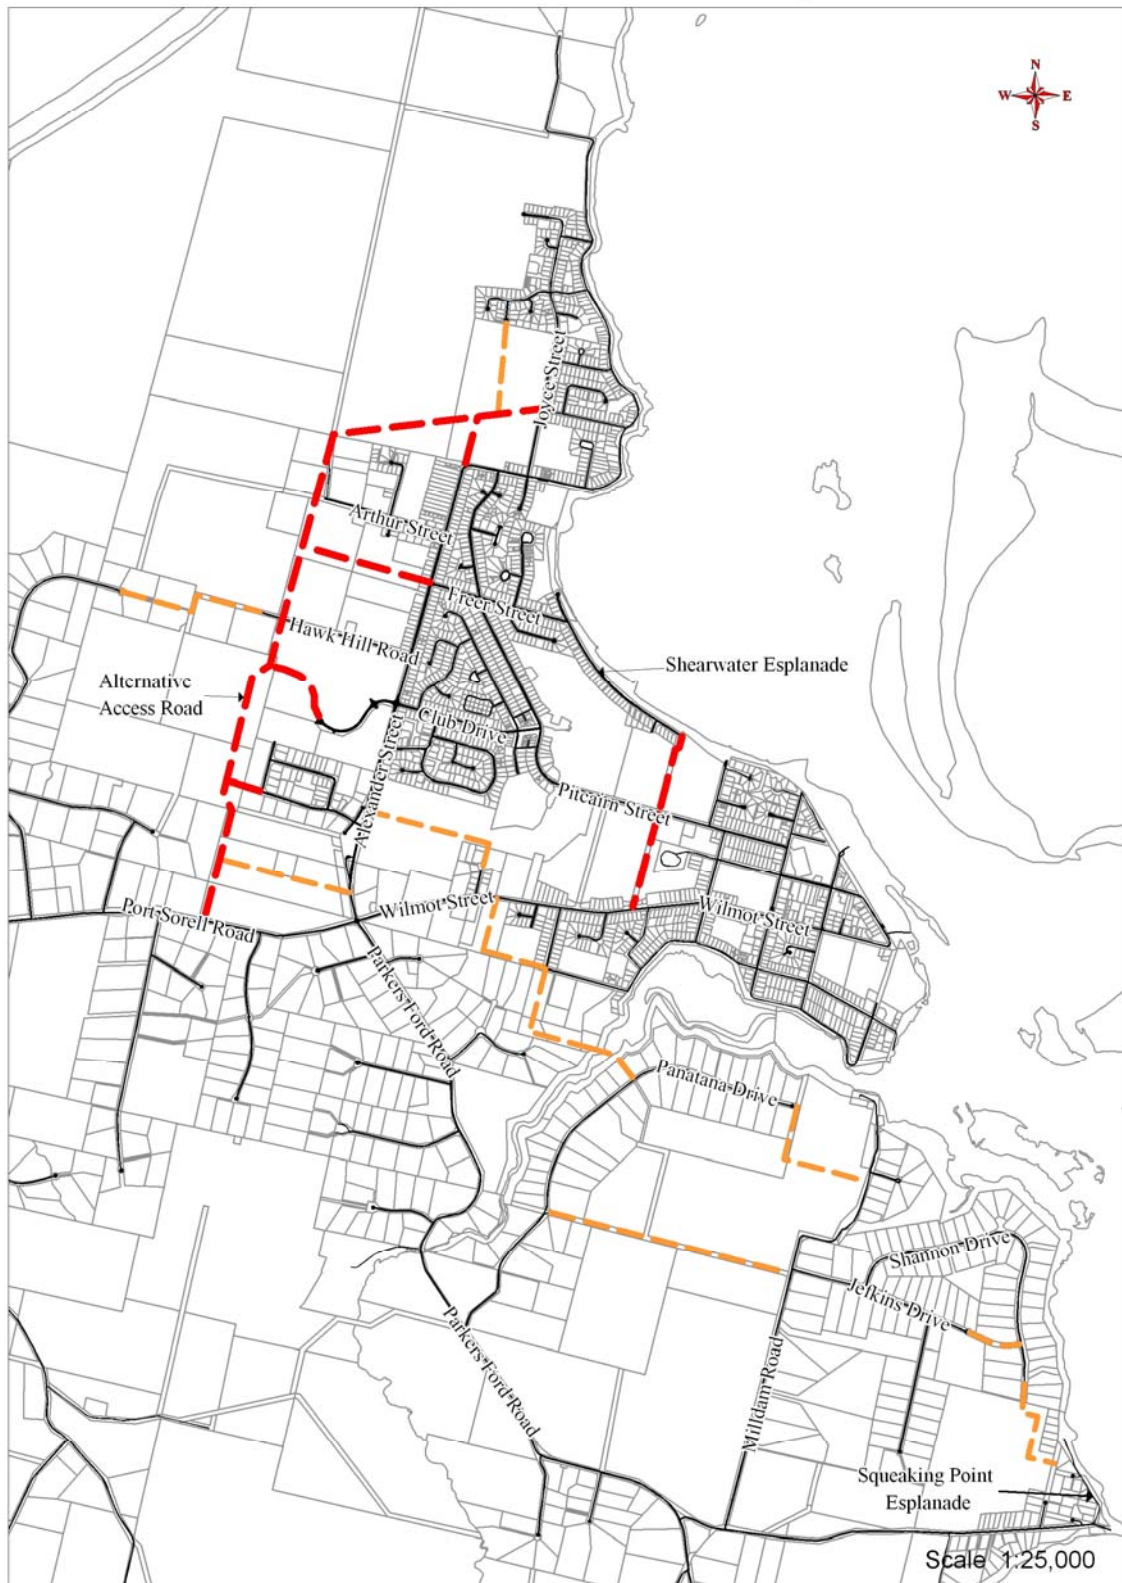 N
W E
S
Joyce Street
Arthur Street
Freer Street
Hawk Hill Road
Shearwater Esplanade
Alternative
Access Road
Club Drive
Alexander Street
Pitcairn Street
Wilmot Street
Wilmot Street
Port Sorell Road
Parkers Ford Road
Panatana Drive
Shannon Drive
Jefkins Drive
Parkers Ford Road
Milldam Road
Squeaking Point
Esplanade
Scale 1:25,000